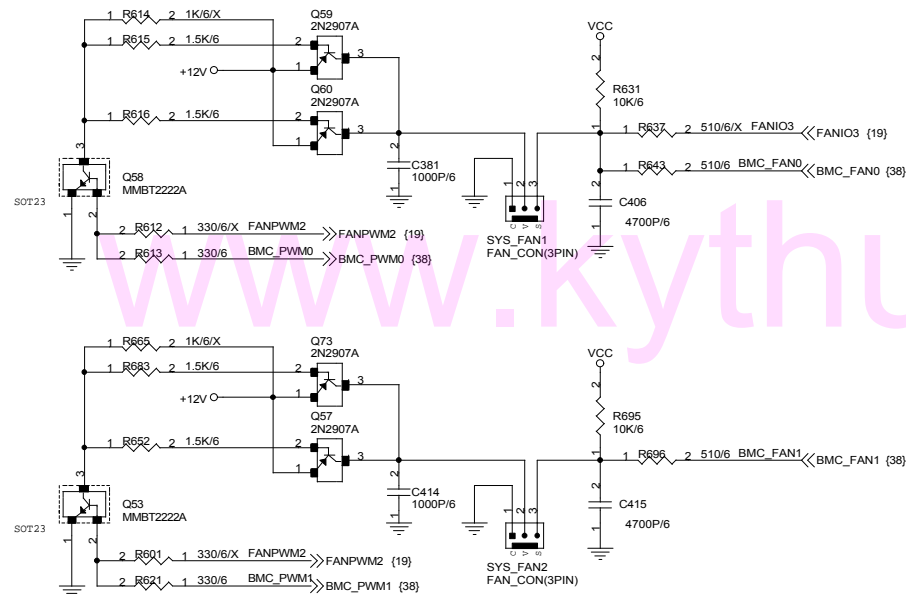 R614 1K/6/X
1 2
Q59
2N2907A
R615 1.5K/6
1 2 2 3
+12V 1
Q60
2N2907A
R616 1.5K/6
1 2 2 3
1
3
Q58
MMBT2222A
SOT23
1 2
R612 330/6/X FANPWM2 FANPWM2 {19}
2 1
R613 330/6 BMC_PWM0 BMC_PWM0 {38}
2 1
C381
1000P/6
2 1
1 2 3
C V S
SYS_FAN1
FAN_CON(3PIN)
VCC
2
R631
10K/6
1
R637 510/6/X FANIO3 FANIO3 {19}
1 2
R643 510/6 BMC_FAN0 BMC_FAN0 {38}
1 2
C406
4700P/6
2 1
www.kythu
R665 1K/6/X
1 2
Q73
2N2907A
R683 1.5K/6
1 2 2 3
+12V 1
Q57
2N2907A
R652 1.5K/6
1 2 2 3
1
3
Q53
MMBT2222A
SOT23
1 2
R601 330/6/X FANPWM2 FANPWM2 {19}
2 1
R621 330/6 BMC_PWM1 BMC_PWM1 {38}
2 1
C414
1000P/6
2 1
1 2 3
C V S
SYS_FAN2
FAN_CON(3PIN)
VCC
2
R695
10K/6
1
R696 510/6 BMC_FAN1 BMC_FAN1 {38}
1 2
C415
4700P/6
2 1